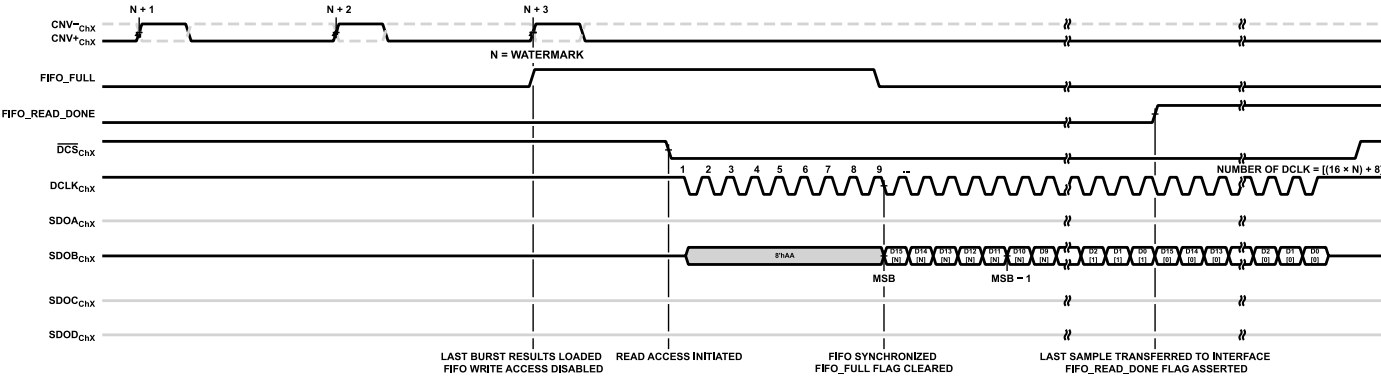 N + 1 N + 2 N + 3
CNV−ChX
CNV+ChX
N = WATERMARK
FIFO_FULL
FIFO_READ_DONE
DCSChX
1 2 3 4 5 6 7 8 9 ... NUMBER OF DCLK = [(16 × N) + 8]
DCLKChX
SDOAChX
SDOBChX 8'hAA D15 [N] D14 [N] D13 [N] D12 [N] D11 [N] D10 [N] D9 [N] D2 [1] D1 [1] D0 [1] D15 [0] D14 [0] D13 [0] D2 [0] D1 [0] D0 [0]
MSB MSB − 1
SDOCChX
SDODChX
LAST BURST RESULTS LOADED
FIFO WRITE ACCESS DISABLED
READ ACCESS INITIATED
FIFO SYNCHRONIZED
FIFO_FULL FLAG CLEARED
LAST SAMPLE TRANSFERRED TO INTERFACE
FIFO_READ_DONE FLAG ASSERTED